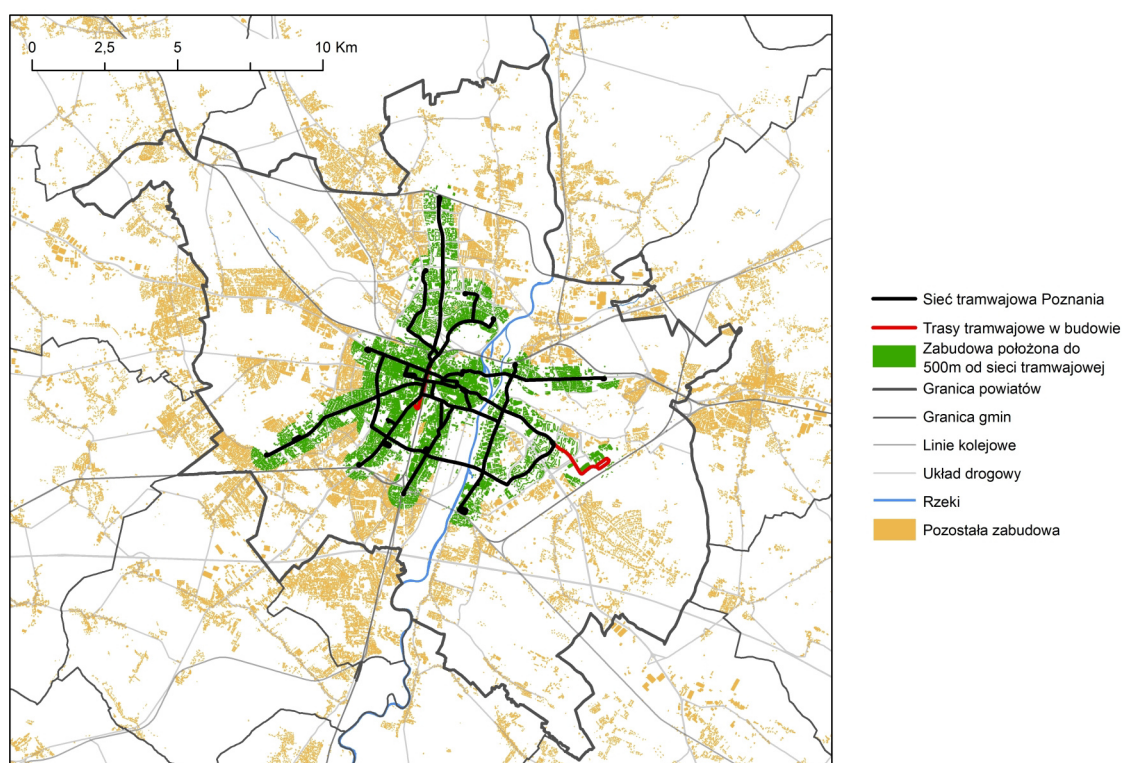 0 2,5 5 10 Km
Sieć tramwajowa Poznania
Trasy tramwajowe w budowie
Zabudowa położona do
500m od sieci tramwajowej
Granica powiatów
Granica gmin
Linie kolejowe
Układ drogowy
Rzeki
Pozostała zabudowa